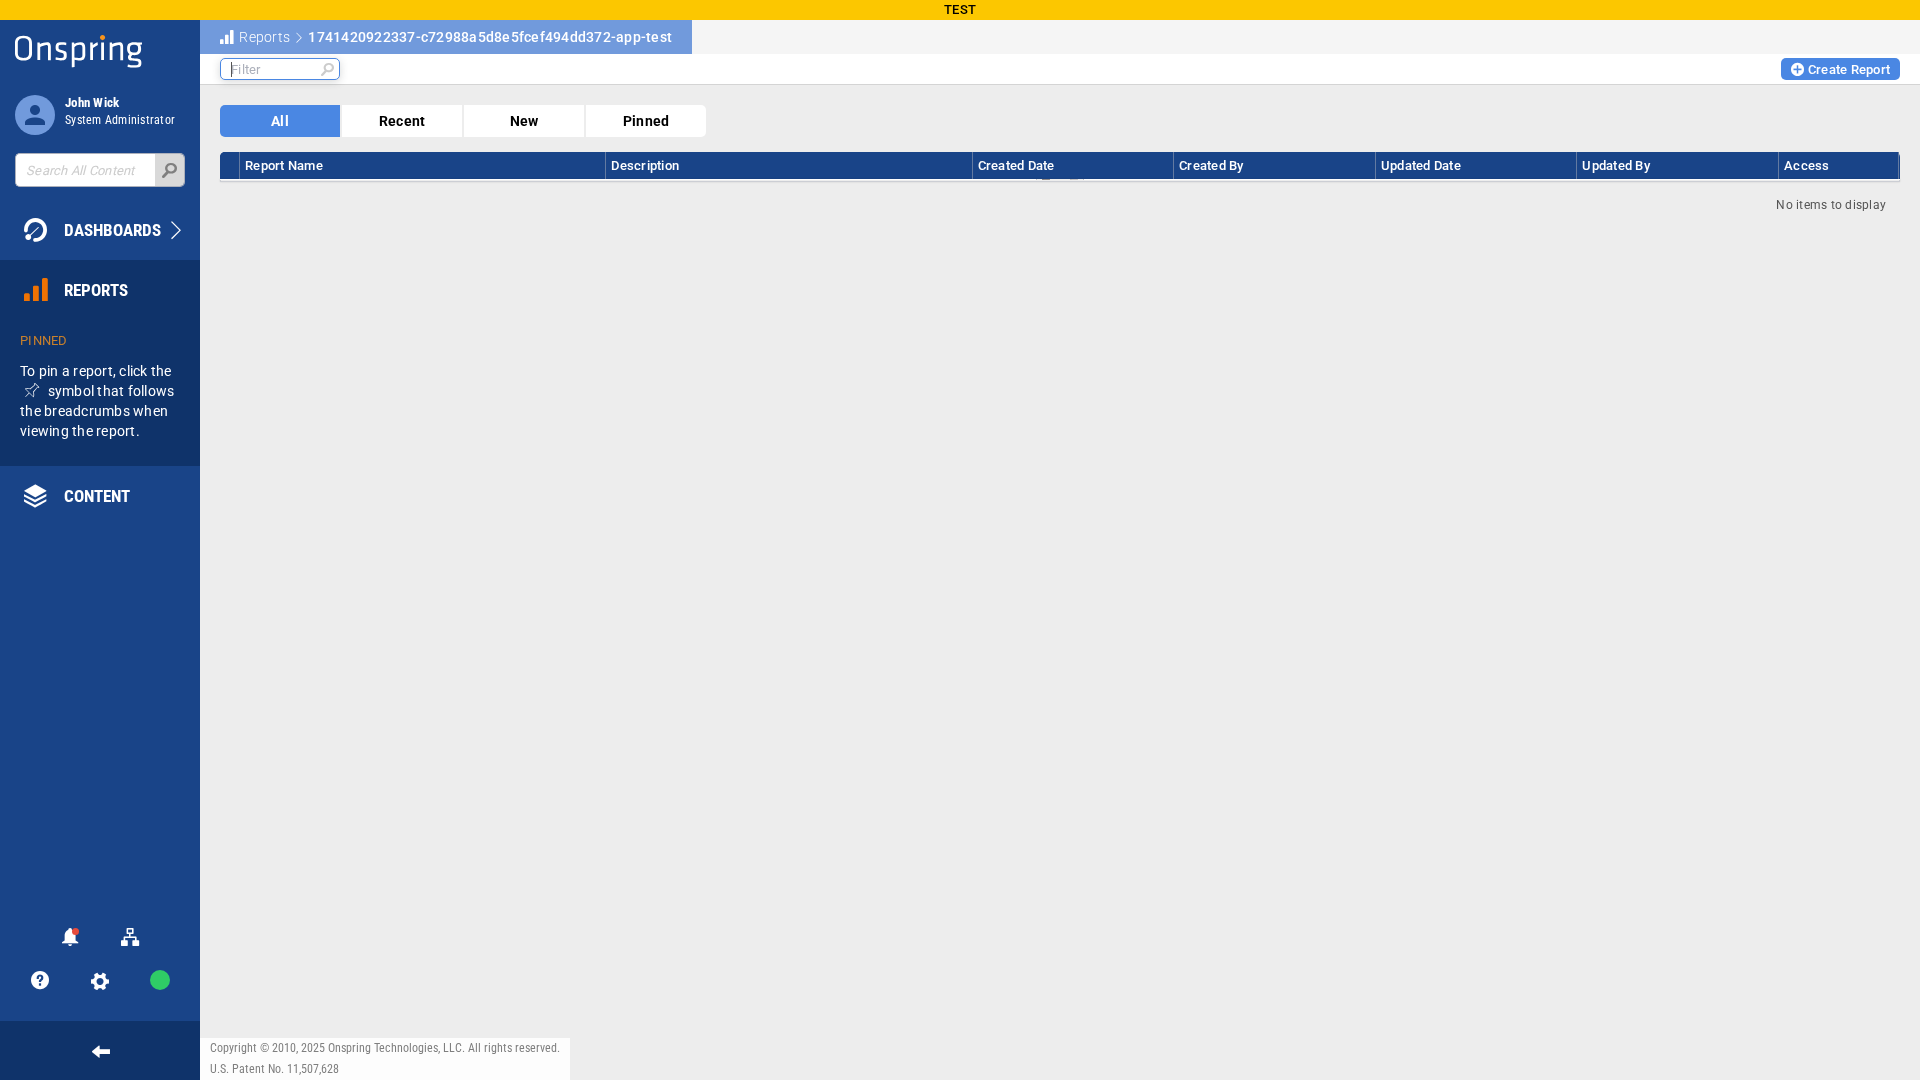 TEST
Onspring
Reports 1741420922337-c72988a5d8e5fcef494dd372-app-test
John Wick
System Administrator
Filter
Create Report
Search All Content
All Recent New Pinned
Report Name Description Created Date Created By Updated Date Updated By Access
No items to display
DASHBOARDS
REPORTS
PINNED
To pin a report, click the
symbol that follows
the breadcrumbs when
viewing the report.
CONTENT
Copyright © 2010, 2025 Onspring Technologies, LLC. All rights reserved.
U.S. Patent No. 11,507,628